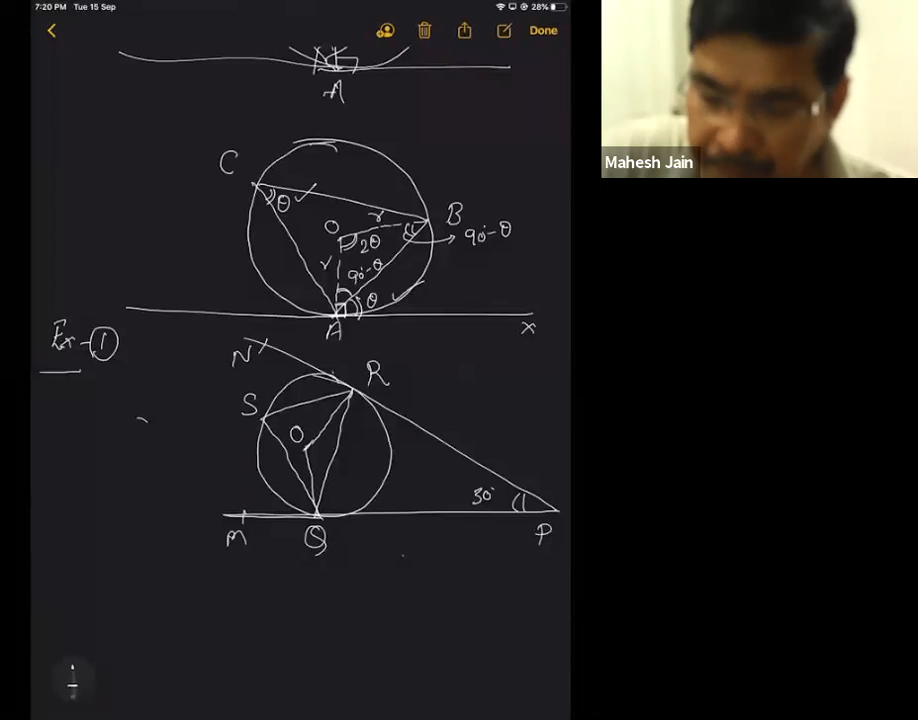 7:20 PM Tue 15 Sep 28%
Done
A
C
θ
r
B
O
2θ
90°-θ
r
90°-θ
θ
A
x
Ex-①
N
R
S
O
30°
M
Q
P
Mahesh Jain